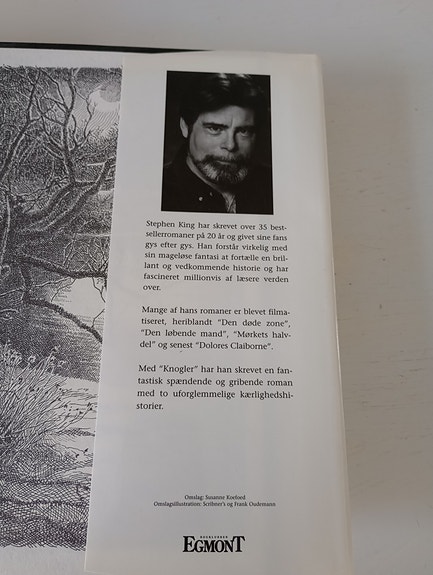 Stephen King har skrevet over 35 best-
sellerromaner på 20 år og givet sine fans
gys efter gys. Han forstår virkelig med
sin mageløse fantasi at fortælle en bril-
lant og vedkommende historie og har
fascineret millionvis af læsere verden
over.
Mange af hans romaner er blevet filma-
tiseret, heriblandt "Den døde zone",
"Den løbende mand", "Mørkets halv-
del" og senest "Dolores Claiborne".
Med "Knogler" har han skrevet en fan-
tastisk spændende og gribende roman
med to uforglemmelige kærlighedshi-
storier.
Omslag: Susanne Koefoed
Omslagsillustration: Scribner's og Frank Oudemann
BOGKLUBBEN
EGMONT